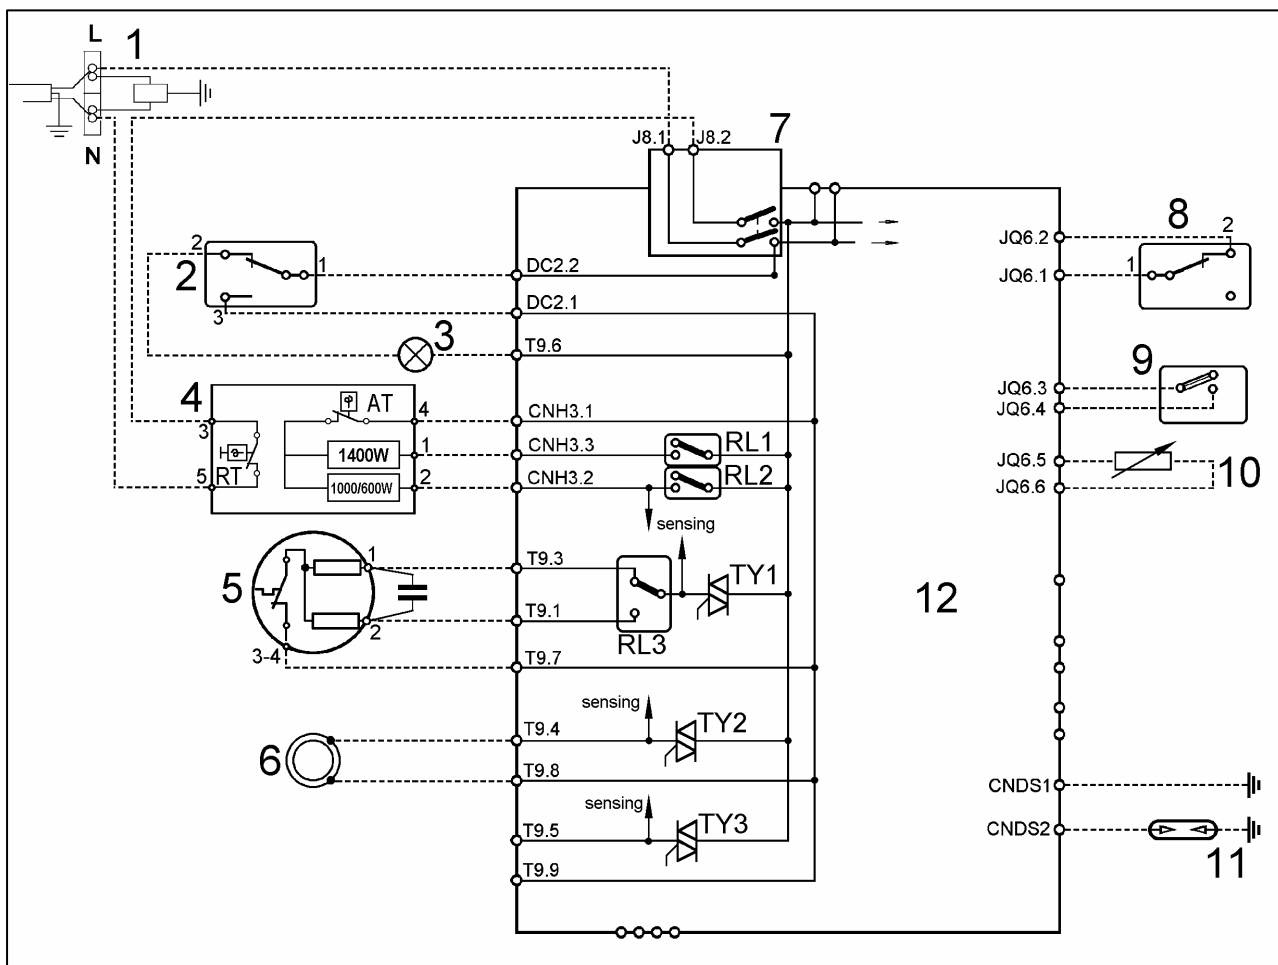 L
1
N
J8.1
J8.2
7
2
2
1
3
DC2.2
DC2.1
3
T9.6
JQ6.2
8
2
JQ6.1
1
4
AT
3
4
CNH3.1
1400W
1
CNH3.3
RL1
5
RT
1000/600W
2
CNH3.2
RL2
sensing
9
JQ6.3
JQ6.4
JQ6.5
10
JQ6.6
5
1
T9.3
TY1
12
2
T9.1
RL3
3-4
T9.7
sensing
T9.4
TY2
6
T9.8
sensing
T9.5
TY3
T9.9
CNDS1
CNDS2
11